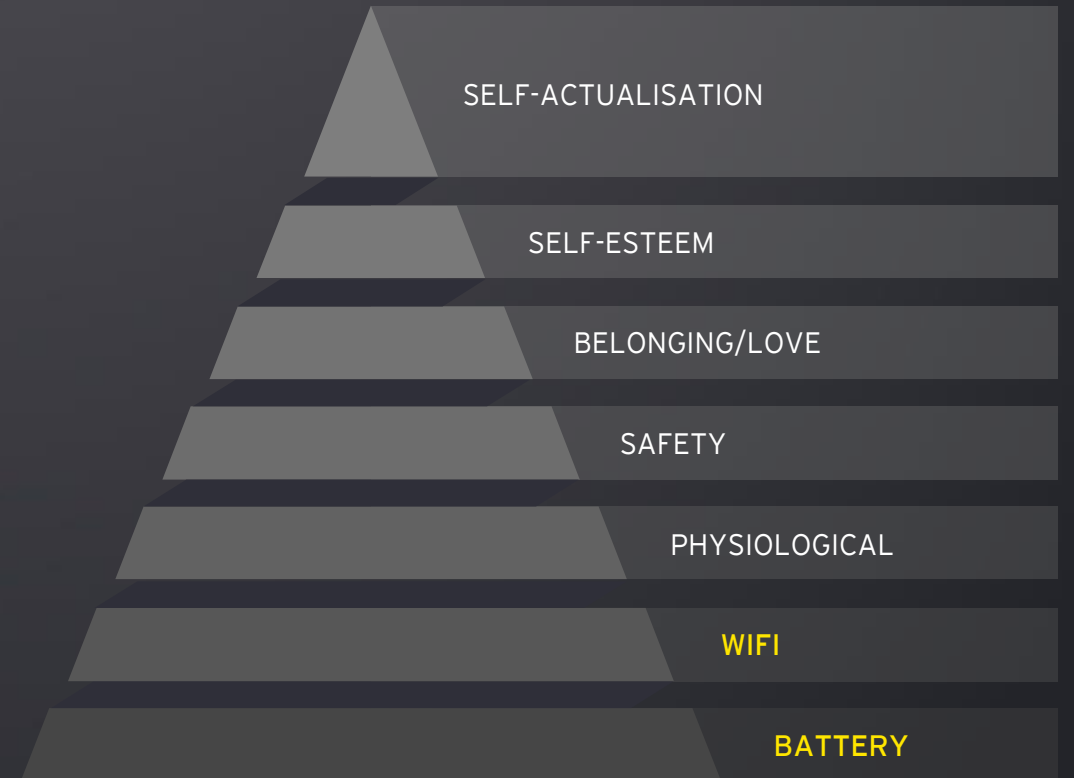 SELF-ACTUALISATION
SELF-ESTEEM
BELONGING/LOVE
SAFETY
PHYSIOLOGICAL
WIFI
BATTERY